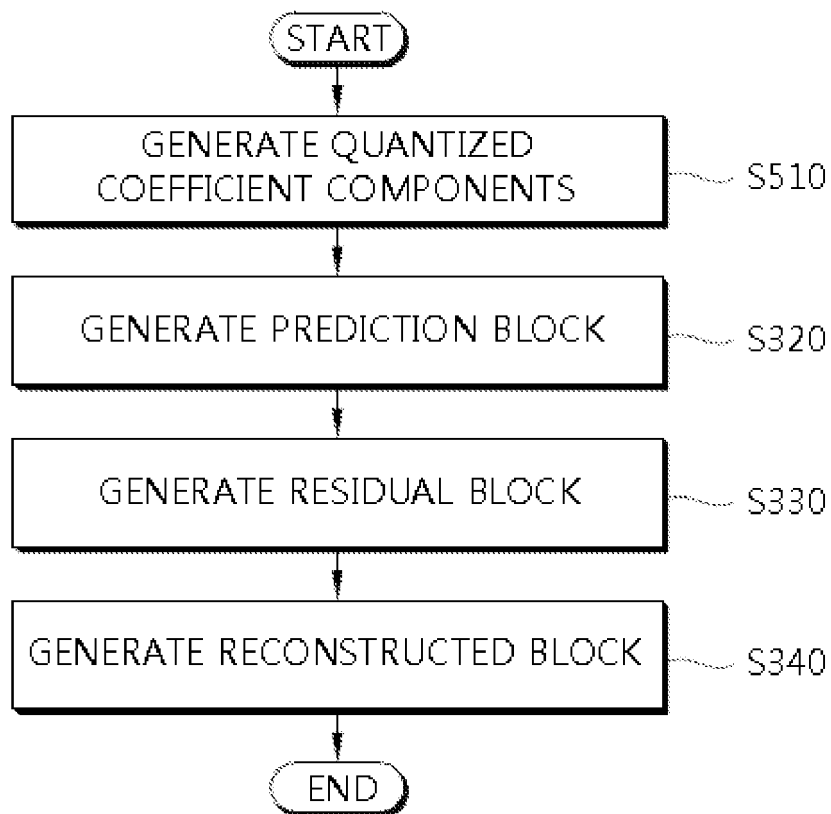 START
GENERATE QUANTIZED
COEFFICIENT COMPONENTS
S510
GENERATE PREDICTION BLOCK
S320
GENERATE RESIDUAL BLOCK
S330
GENERATE RECONSTRUCTED BLOCK
S340
END